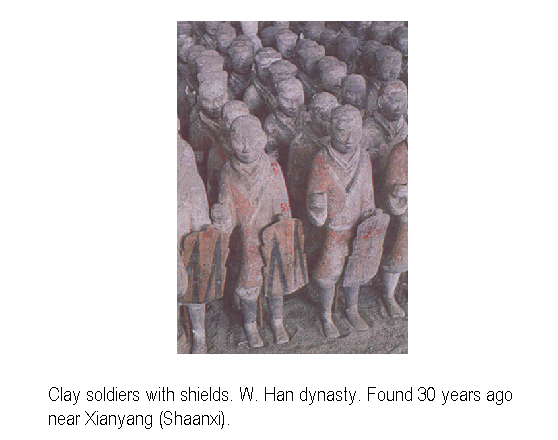 Clay soldiers with shields. W. Han dynasty. Found 30 years ago
near Xianyang (Shaanxi).